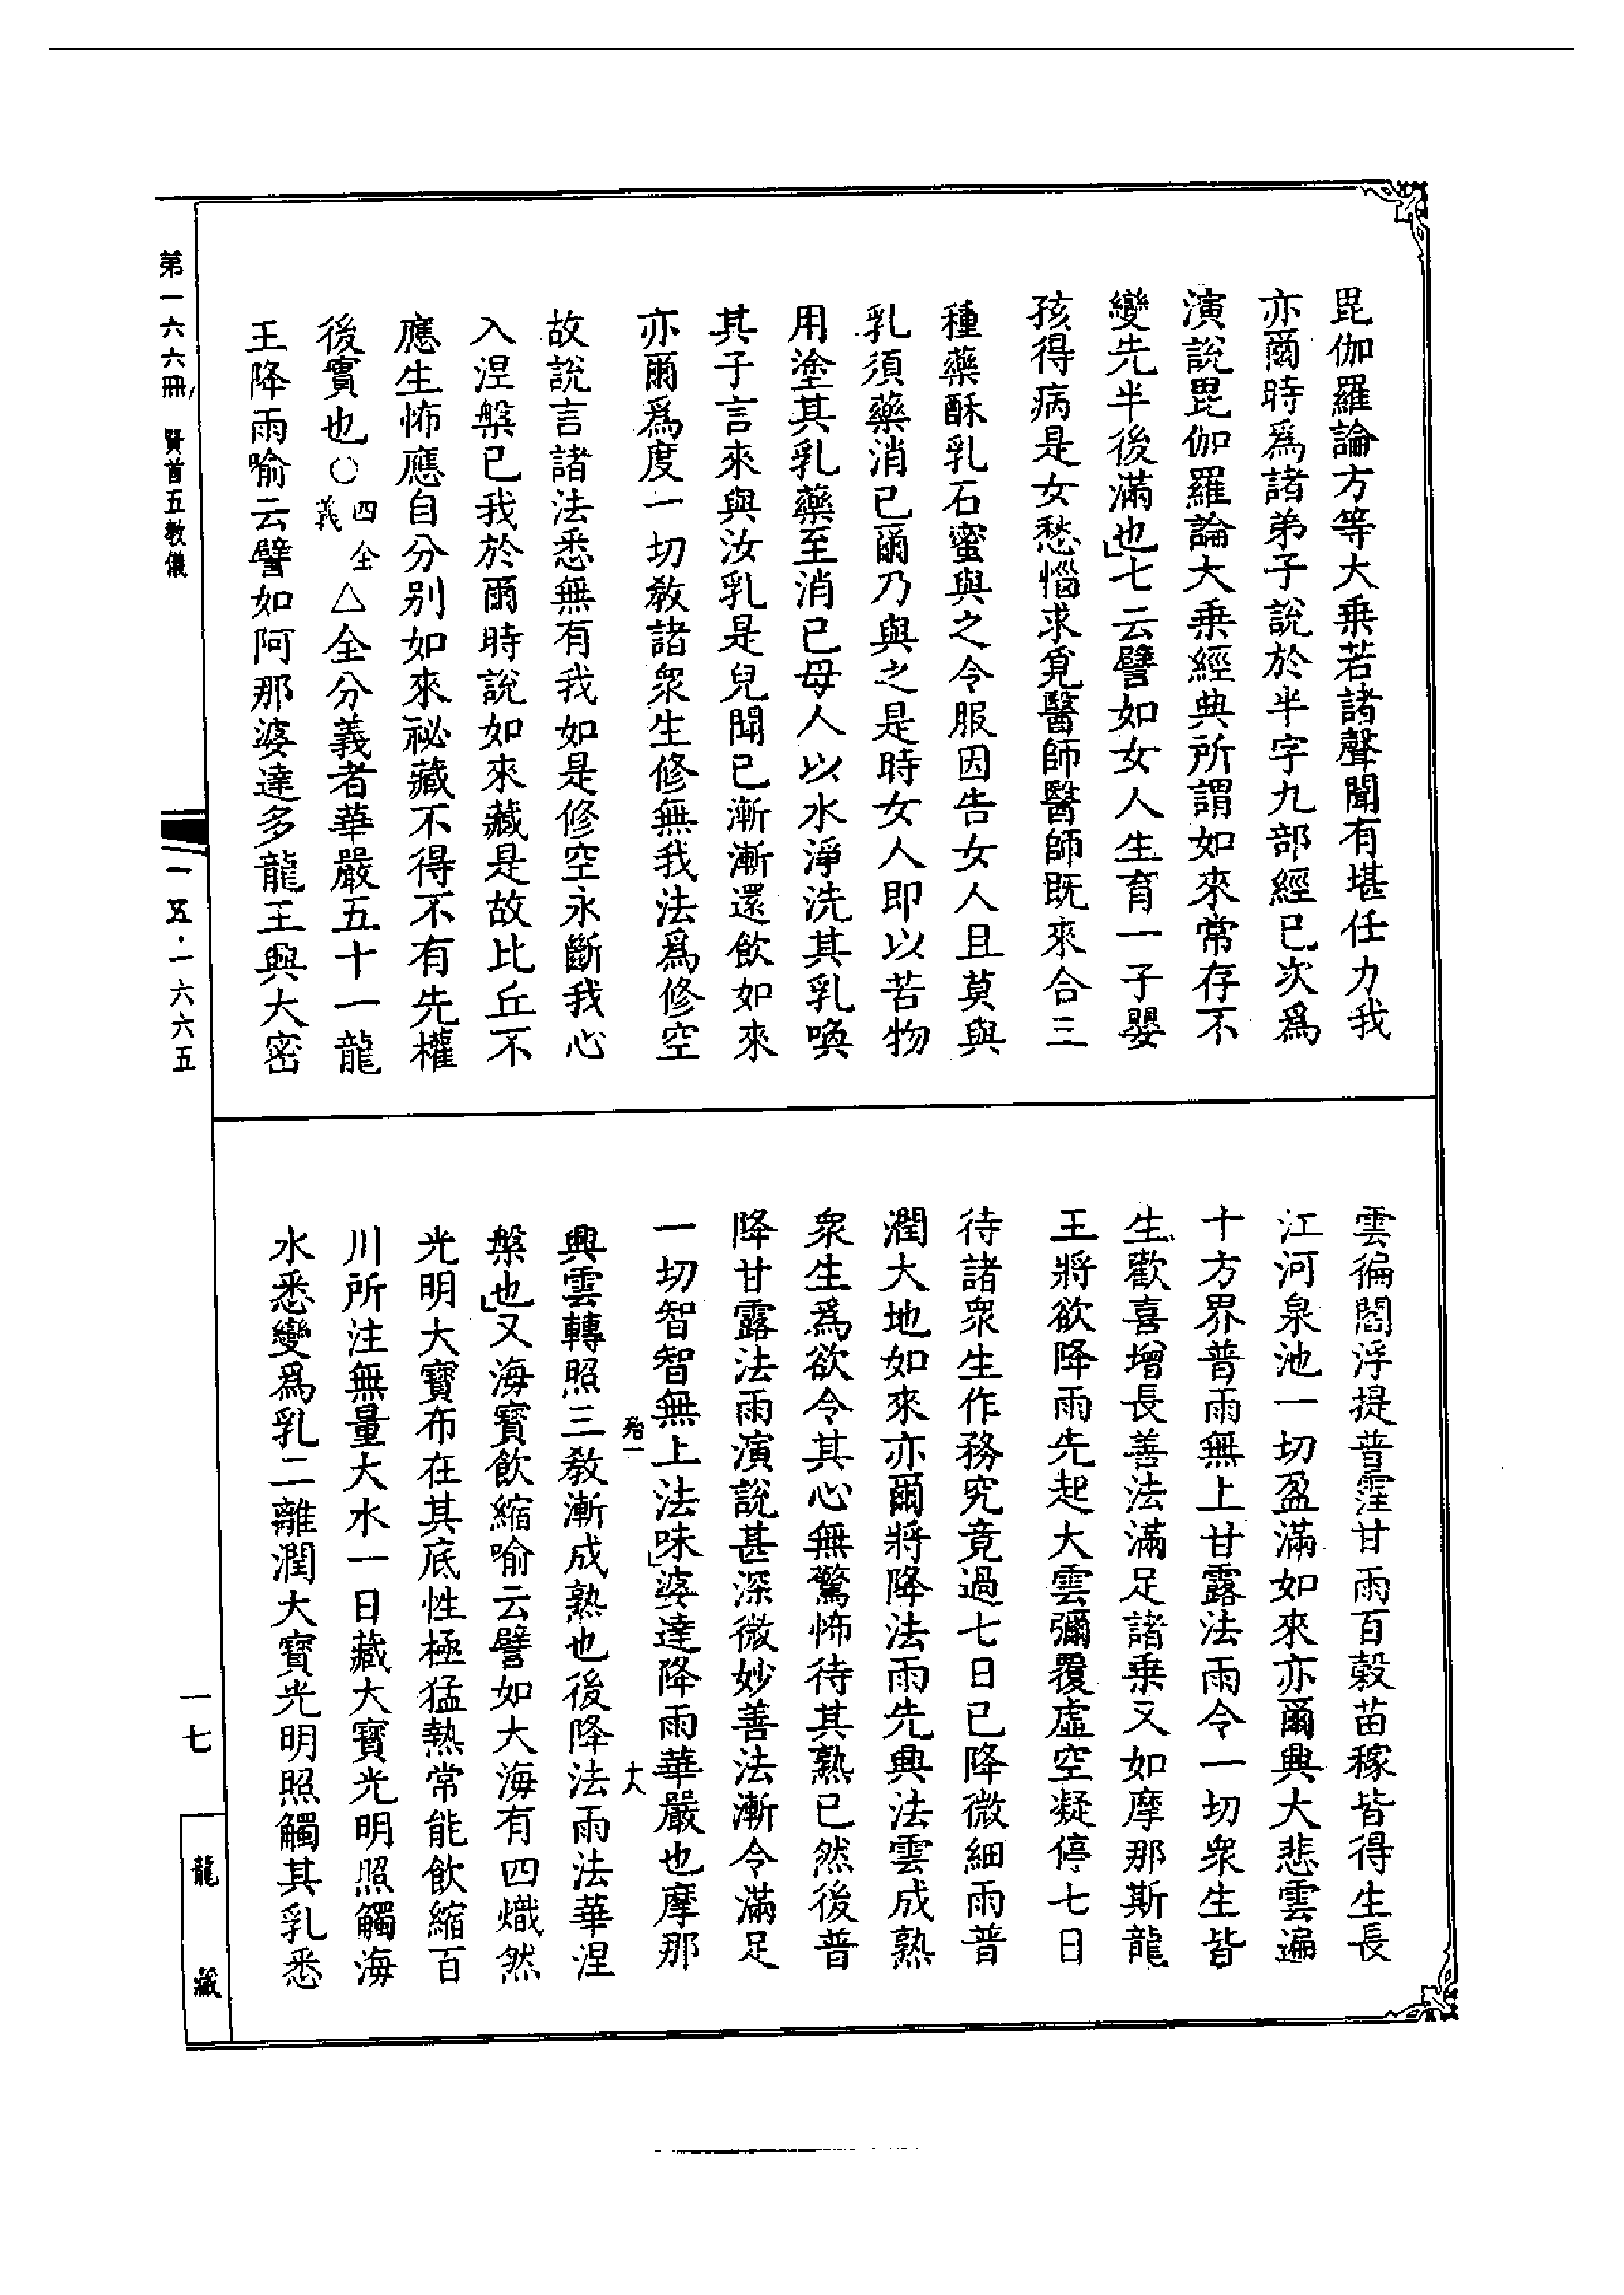 毘伽羅論方等大乗若諸聲聞有堪任力我
亦爾時爲諸弟子說於半字九部經已次爲
演說毘伽羅論大乗經典所謂如來常存不
變先半後滿也」七云譬如女人生育一子嬰
孩得病是女愁惱求覓醫師醫師既來合三
種藥酥乳石蜜與之令服因告女人且莫與
乳須藥消已爾乃與之是時女人即以苦物
用塗其乳藥至消已母人以水淨洗其乳喚
其子言來與汝乳是兒聞已漸漸還飲如來
亦爾爲度一切教諸衆生修無我法爲修空
故說言諸法悉無有我如是修空永斷我心
入涅槃已我於爾時說如來藏是故比丘不
應生怖應自分別如來祕藏不得不有先權
後實也○四全義△全分義者華嚴五十一龍
王降雨喻云譬如阿那婆達多龍王興大密
雲徧閻浮提普霔甘雨百穀苗稼皆得生長
江河泉池一切盈滿如來亦爾興大悲雲遍
十方界普雨無上甘露法雨令一切衆生皆
生歡喜增長善法滿足諸乗又如摩那斯龍
王將欲降雨先起大雲彌覆虛空凝停七日
待諸衆生作務究竟過七日已降微細雨普
潤大地如來亦爾將降法雨先興法雲成熟
衆生爲欲令其心無驚怖待其熟已然後普
降甘露法雨演說甚深微妙善法漸令滿足
一切智智無上法味」婆達降雨華嚴也摩那
始一
大
興雲轉照三教漸成熟也後降法雨法華涅
槃也」又海寶飲縮喻云譬如大海有四熾然
光明大寶布在其底性極猛熱常能飲縮百
川所注無量大水一日藏大寶光明照觸海
水悉變爲乳二離潤大寶光明照觸其乳悉
第一六六冊 賢首五教儀
一五·一六六五
一七
龍藏